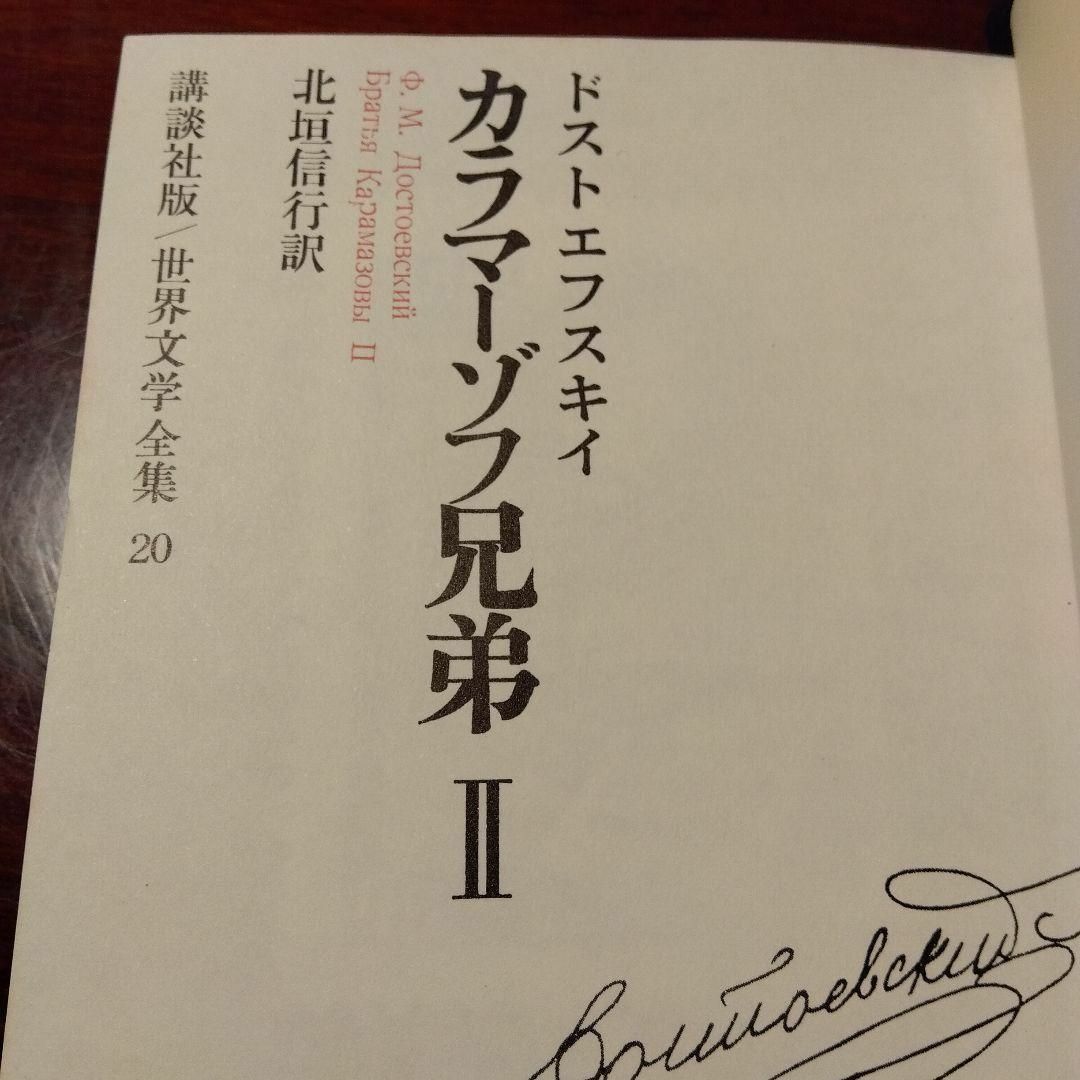 ドストエフスキイ
カラマーゾフ兄弟 II
Ф. М. Достоевский
Братья Карамазовы II
北垣信行訳
講談社版/世界文学全集 20